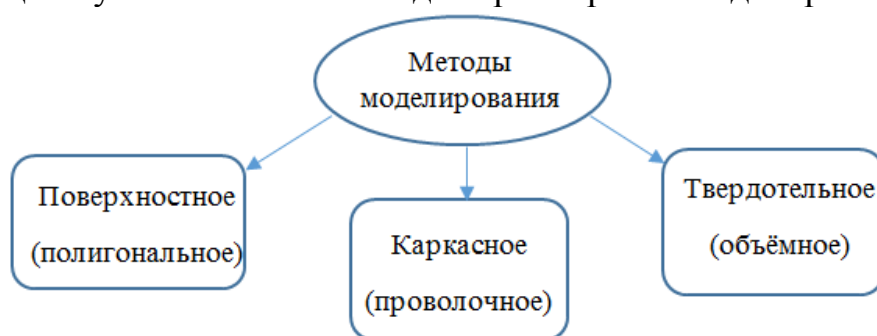 Методы
моделирования
Поверхностное
(полигональное)
Каркасное
(проволочное)
Твердотельное
(объёмное)